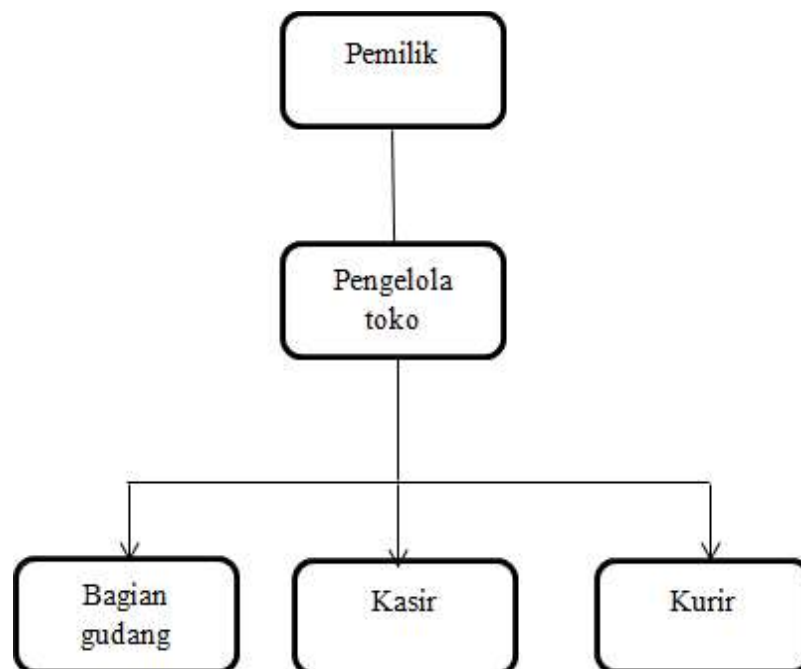 Pemilik
Pengelola
toko
Bagian
gudang
Kasir
Kurir